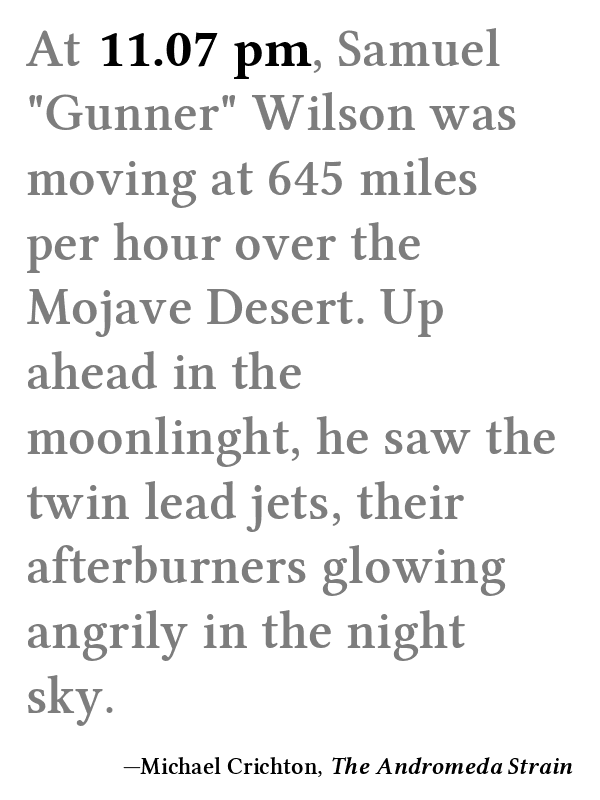 At 11.07 pm, Samuel
"Gunner" Wilson was
moving at 645 miles
per hour over the
Mojave Desert. Up
ahead in the
moonlinght, he saw the
twin lead jets, their
afterburners glowing
angrily in the night
sky.
—Michael Crichton, The Andromeda Strain